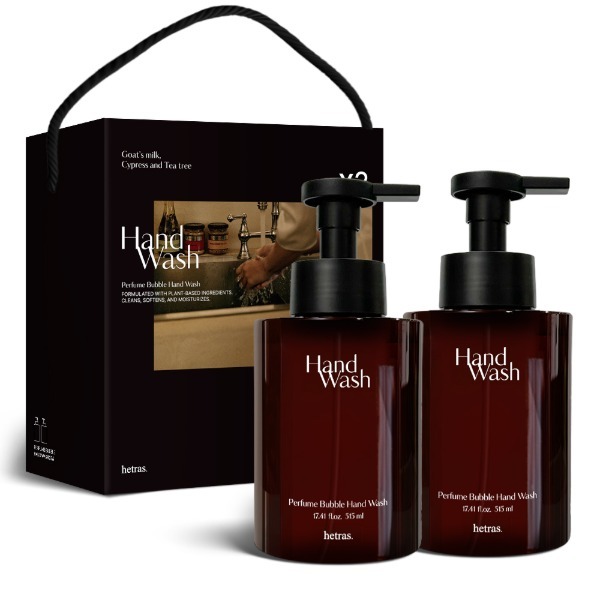 Goat's milk,
Cypress and Tea tree
Hand
Wash
Perfume Bubble Hand Wash
FORMULATED WITH PLANT-BASED INGREDIENTS.
CLEANS, SOFTENS, AND MOISTURIZES.
hetras.
Hand
Wash
Perfume Bubble Hand Wash
17.41 fl.oz. 515 ml
hetras.
Hand
Wash
Perfume Bubble Hand Wash
17.41 fl.oz. 515 ml
hetras.